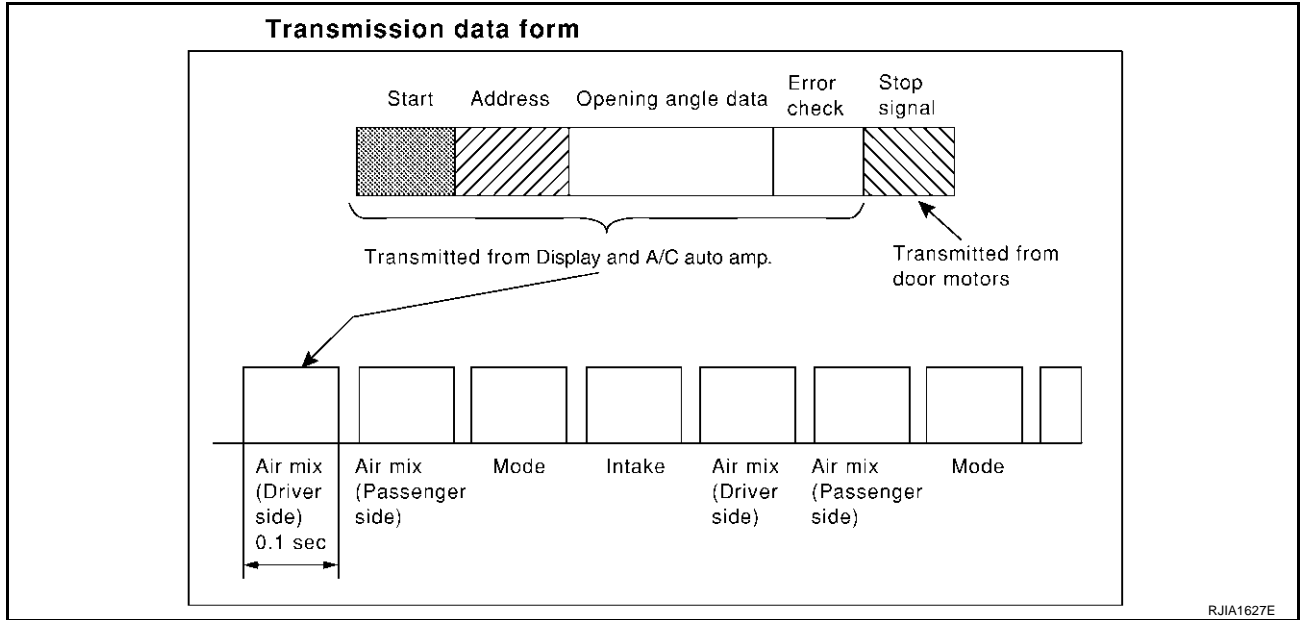 Transmission data form
Start
Address
Opening angle data
Error
check
Stop
signal
Transmitted from Display and A/C auto amp.
Transmitted from
door motors
Air mix
(Driver
side)
0.1 sec
Air mix
(Passenger
side)
Mode
Intake
Air mix
(Driver
side)
Air mix
(Passenger
side)
Mode
RJIA1627E